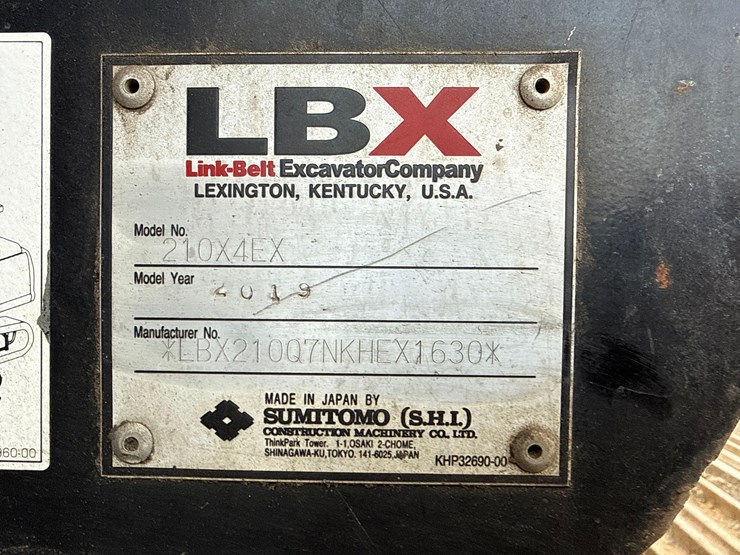 LBX
Link-Belt ExcavatorCompany
LEXINGTON, KENTUCKY, U.S.A.
Model No.
210X4EX
Model Year
2019
Manufacturer No.
*LBX210Q7NKHEX1630*
MADE IN JAPAN BY
SUMITOMO (S.H.I.)
CONSTRUCTION MACHINERY CO., LTD.
ThinkPark Tower. 1-1,OSAKI 2-CHOME,
SHINAGAWA-KU,TOKYO. 141-6025,JAPAN
KHP32690-00
960-00